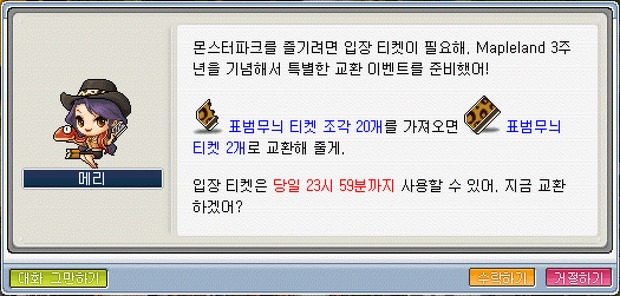 몬스터파크를 즐기려면 입장 티켓이 필요해. Mapleland 3주
년을 기념해서 특별한 교환 이벤트를 준비했어!
표범무늬 티켓 조각 20개를 가져오면 표범무늬
티켓 2개로 교환해 줄게.
입장 티켓은 당일 23시 59분까지 사용할 수 있어. 지금 교환
하겠어?
메리
대화 그만하기
수락하기
거절하기